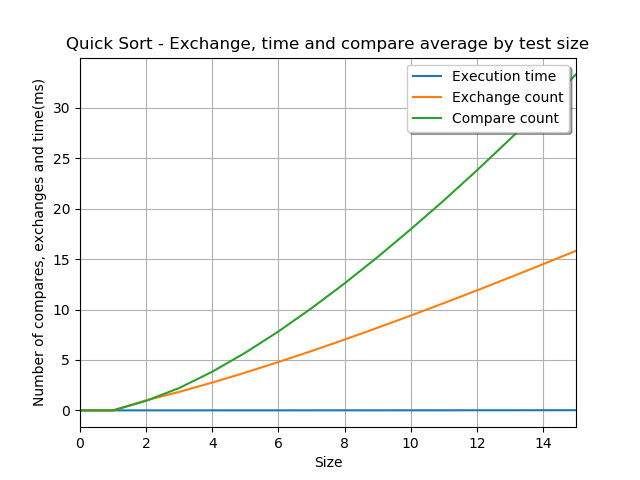 Quick Sort - Exchange, time and compare average by test size
Execution time
Exchange count
Compare count
Number of compares, exchanges and time(ms)
30
25
20
15
10
5
0
0 2 4 6 8 10 12 14
Size